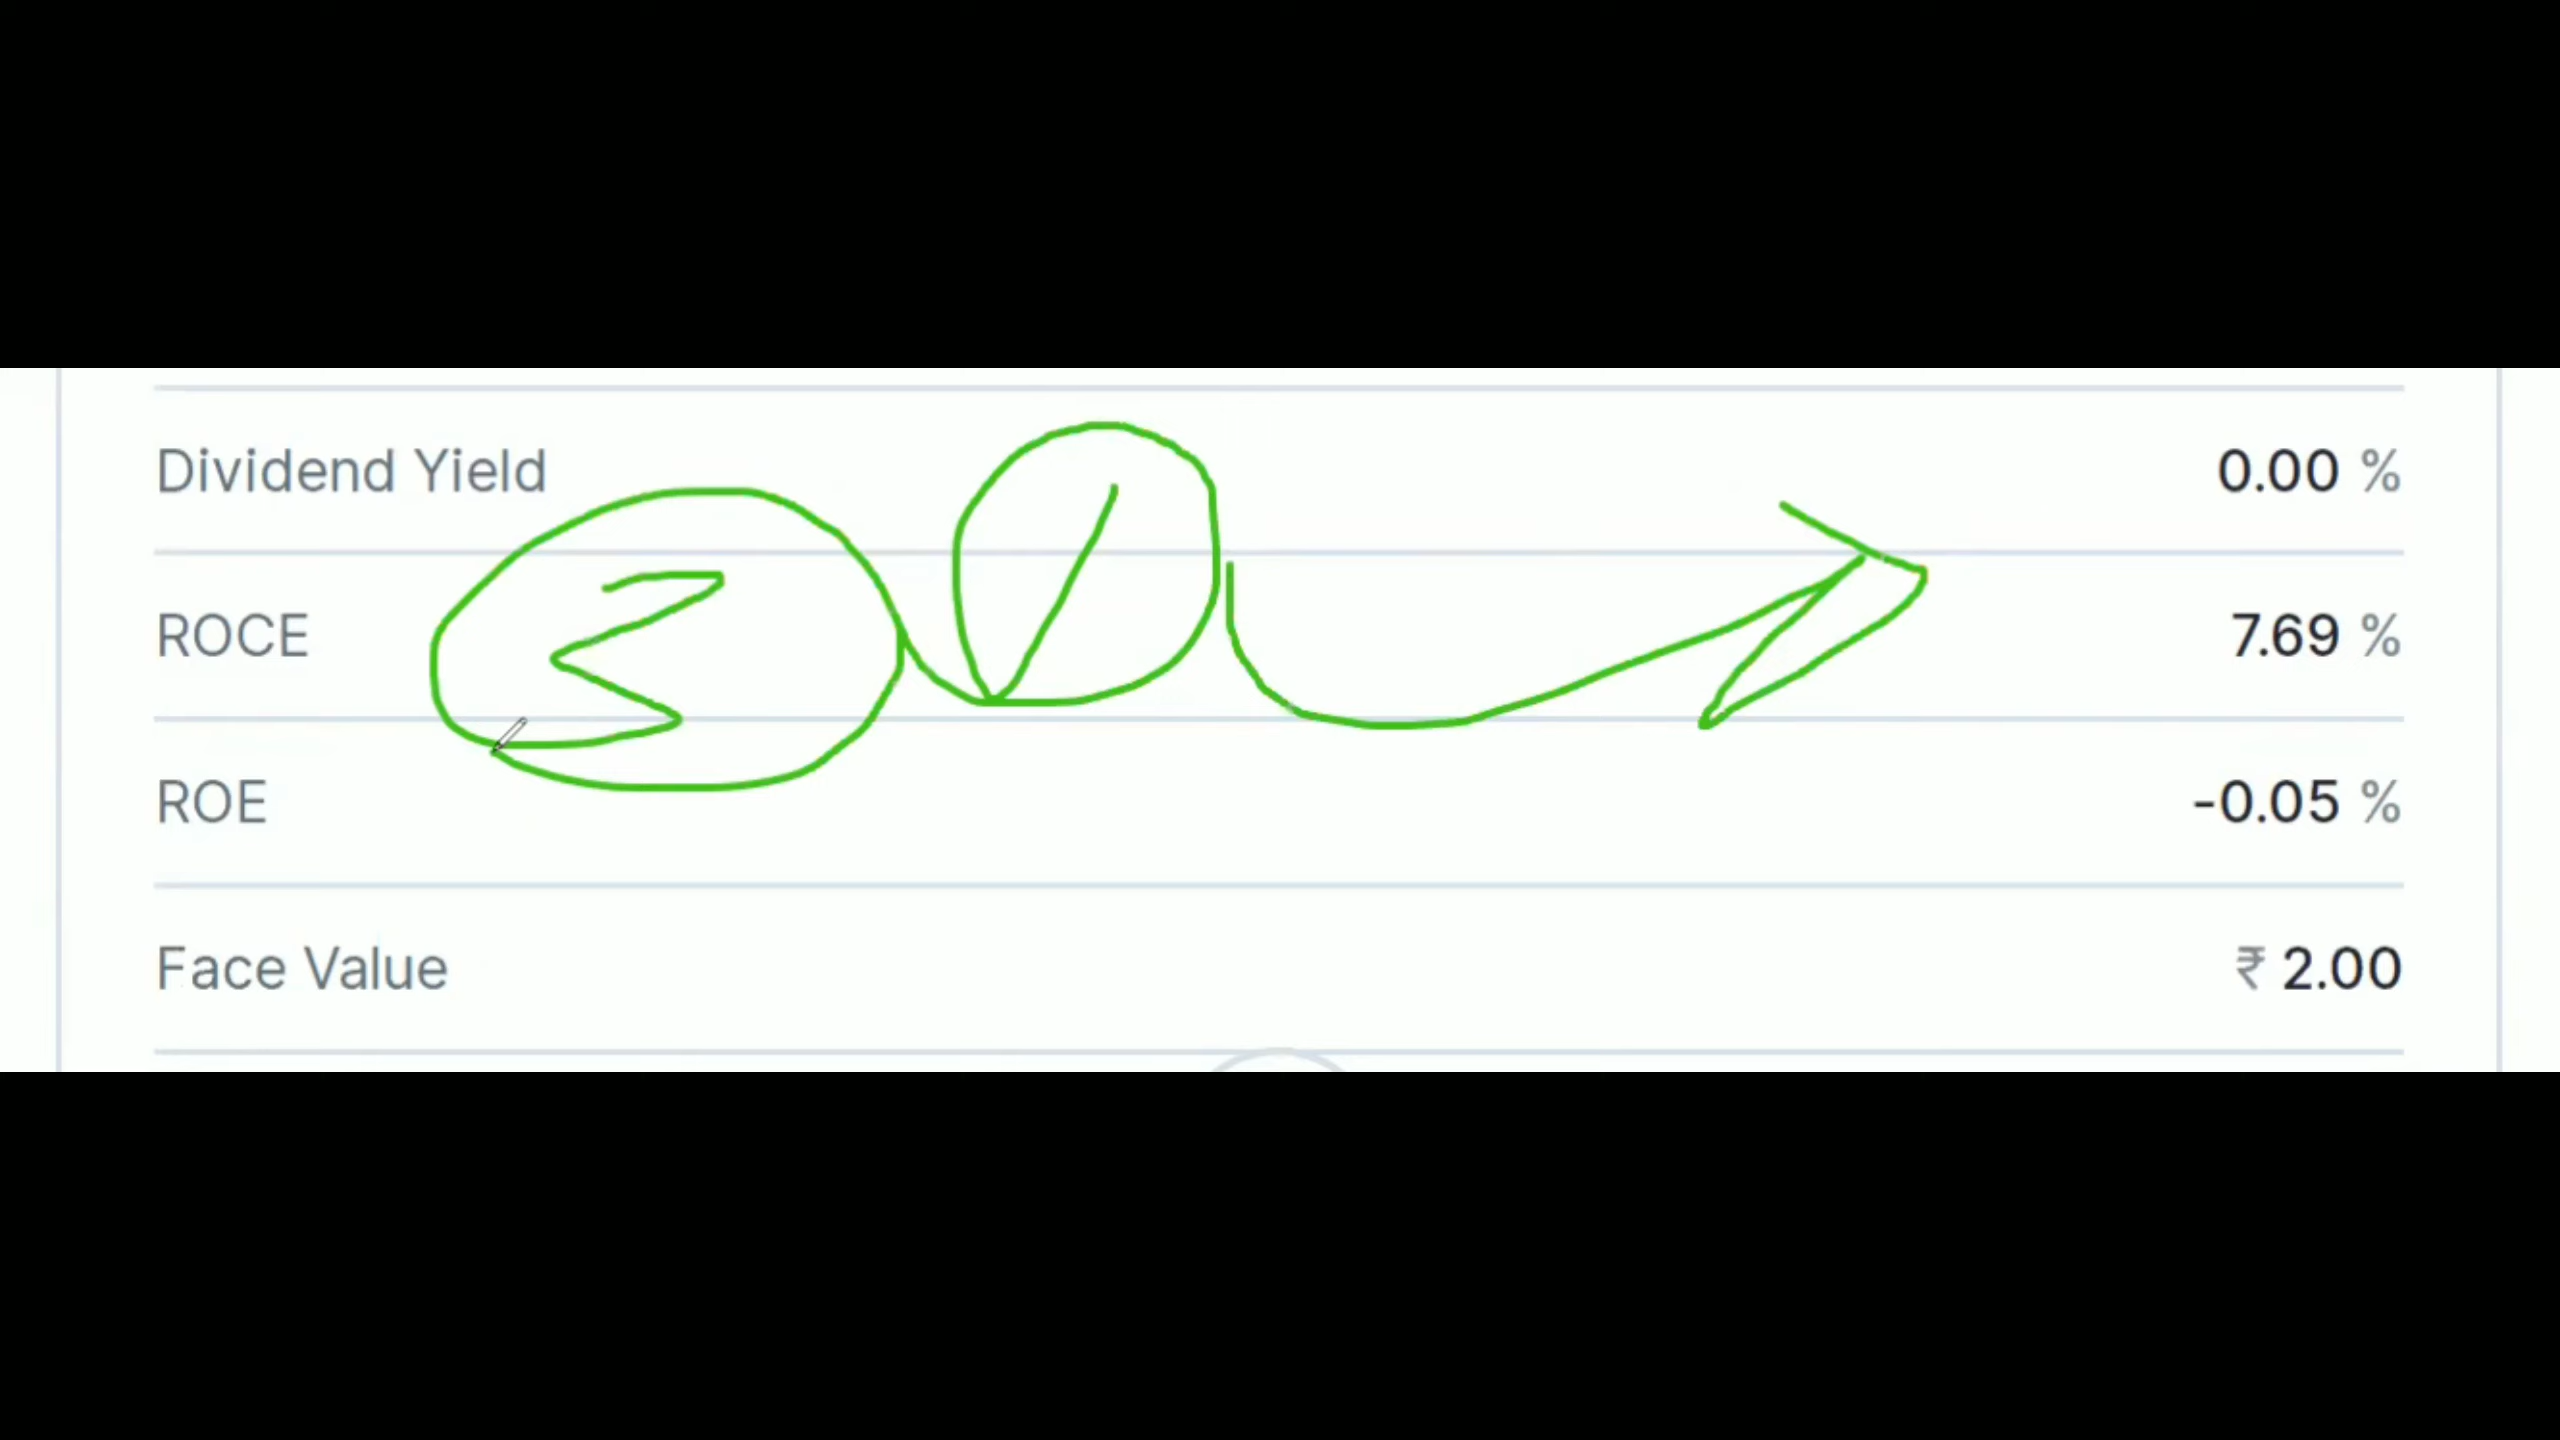 Dividend Yield 0.00 %
ROCE 7.69 %
ROE -0.05 %
Face Value ₹ 2.00